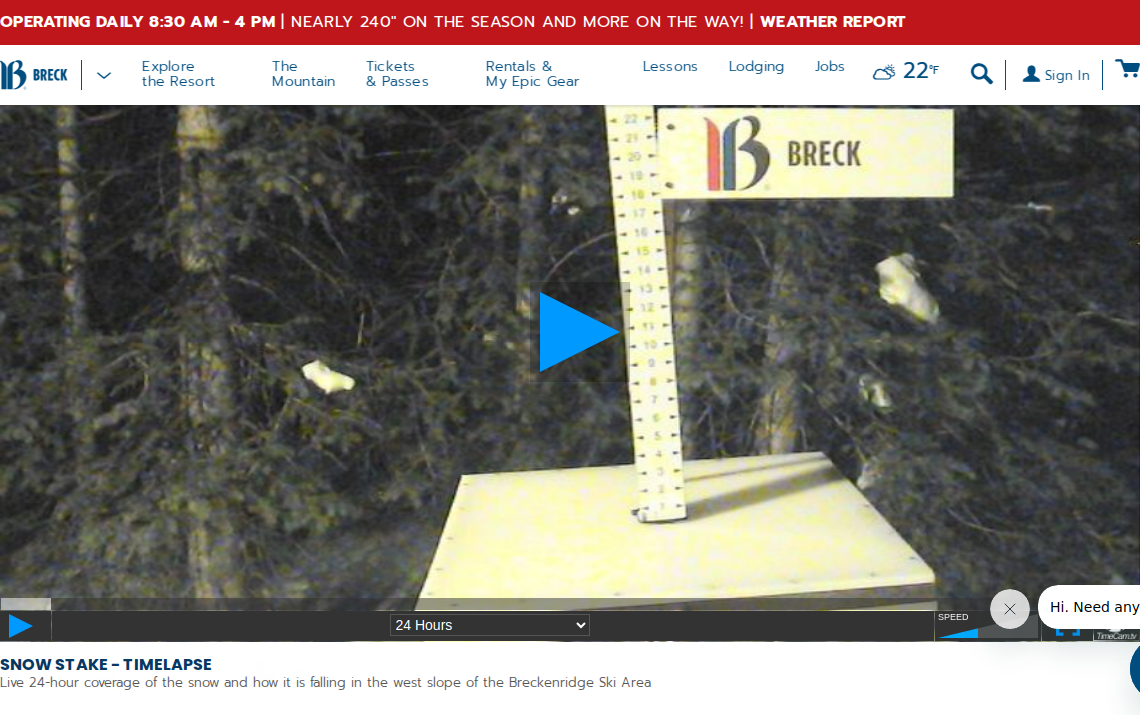 OPERATING DAILY 8:30 AM - 4 PM | NEARLY 240" ON THE SEASON AND MORE ON THE WAY! | WEATHER REPORT
BRECK
Explore
the Resort
The
Mountain
Tickets
& Passes
Rentals &
My Epic Gear
Lessons
Lodging
Jobs
22°F
Sign In
BRECK
22
21
20
19
18
17
16
15
14
13
12
11
10
9
8
7
6
5
4
3
2
1
24 Hours
SPEED
Hi. Need any
TimeCam.tv
SNOW STAKE - TIMELAPSE
Live 24-hour coverage of the snow and how it is falling in the west slope of the Breckenridge Ski Area